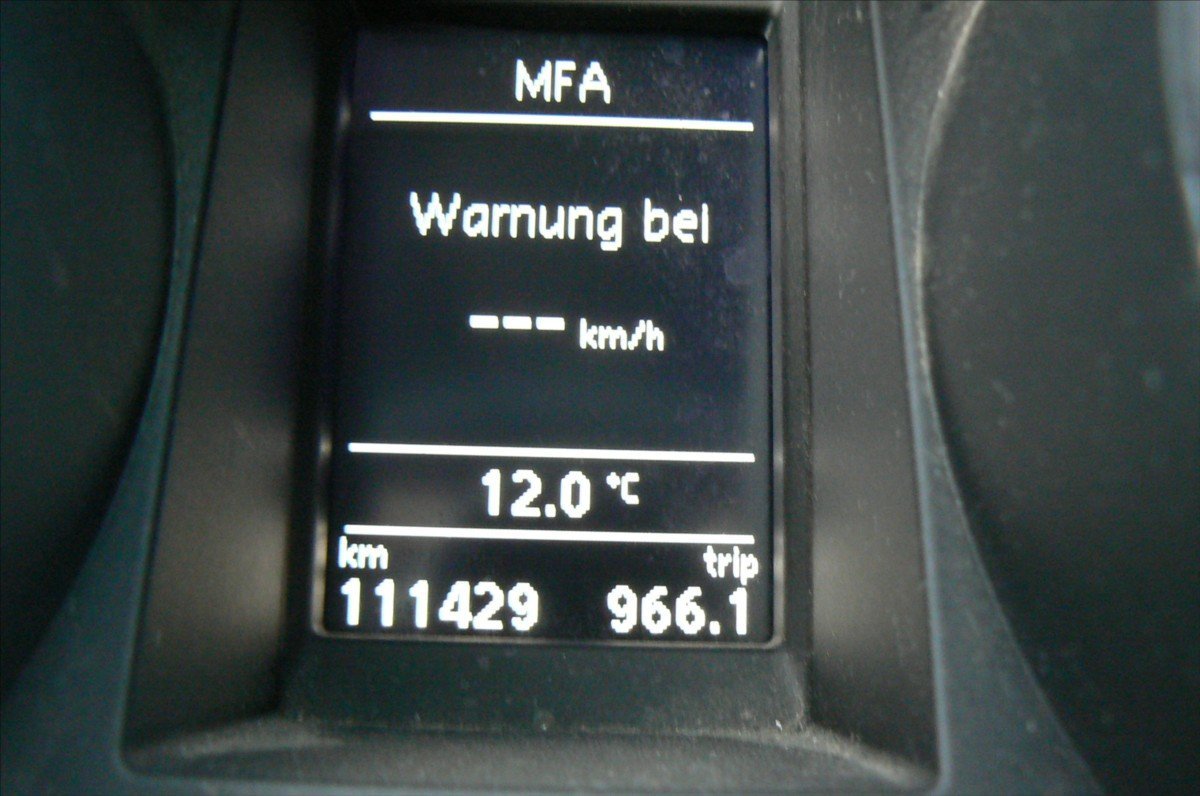 MFA
Warnung bei
--- km/h
12.0 °C
km trip
111429 966.1